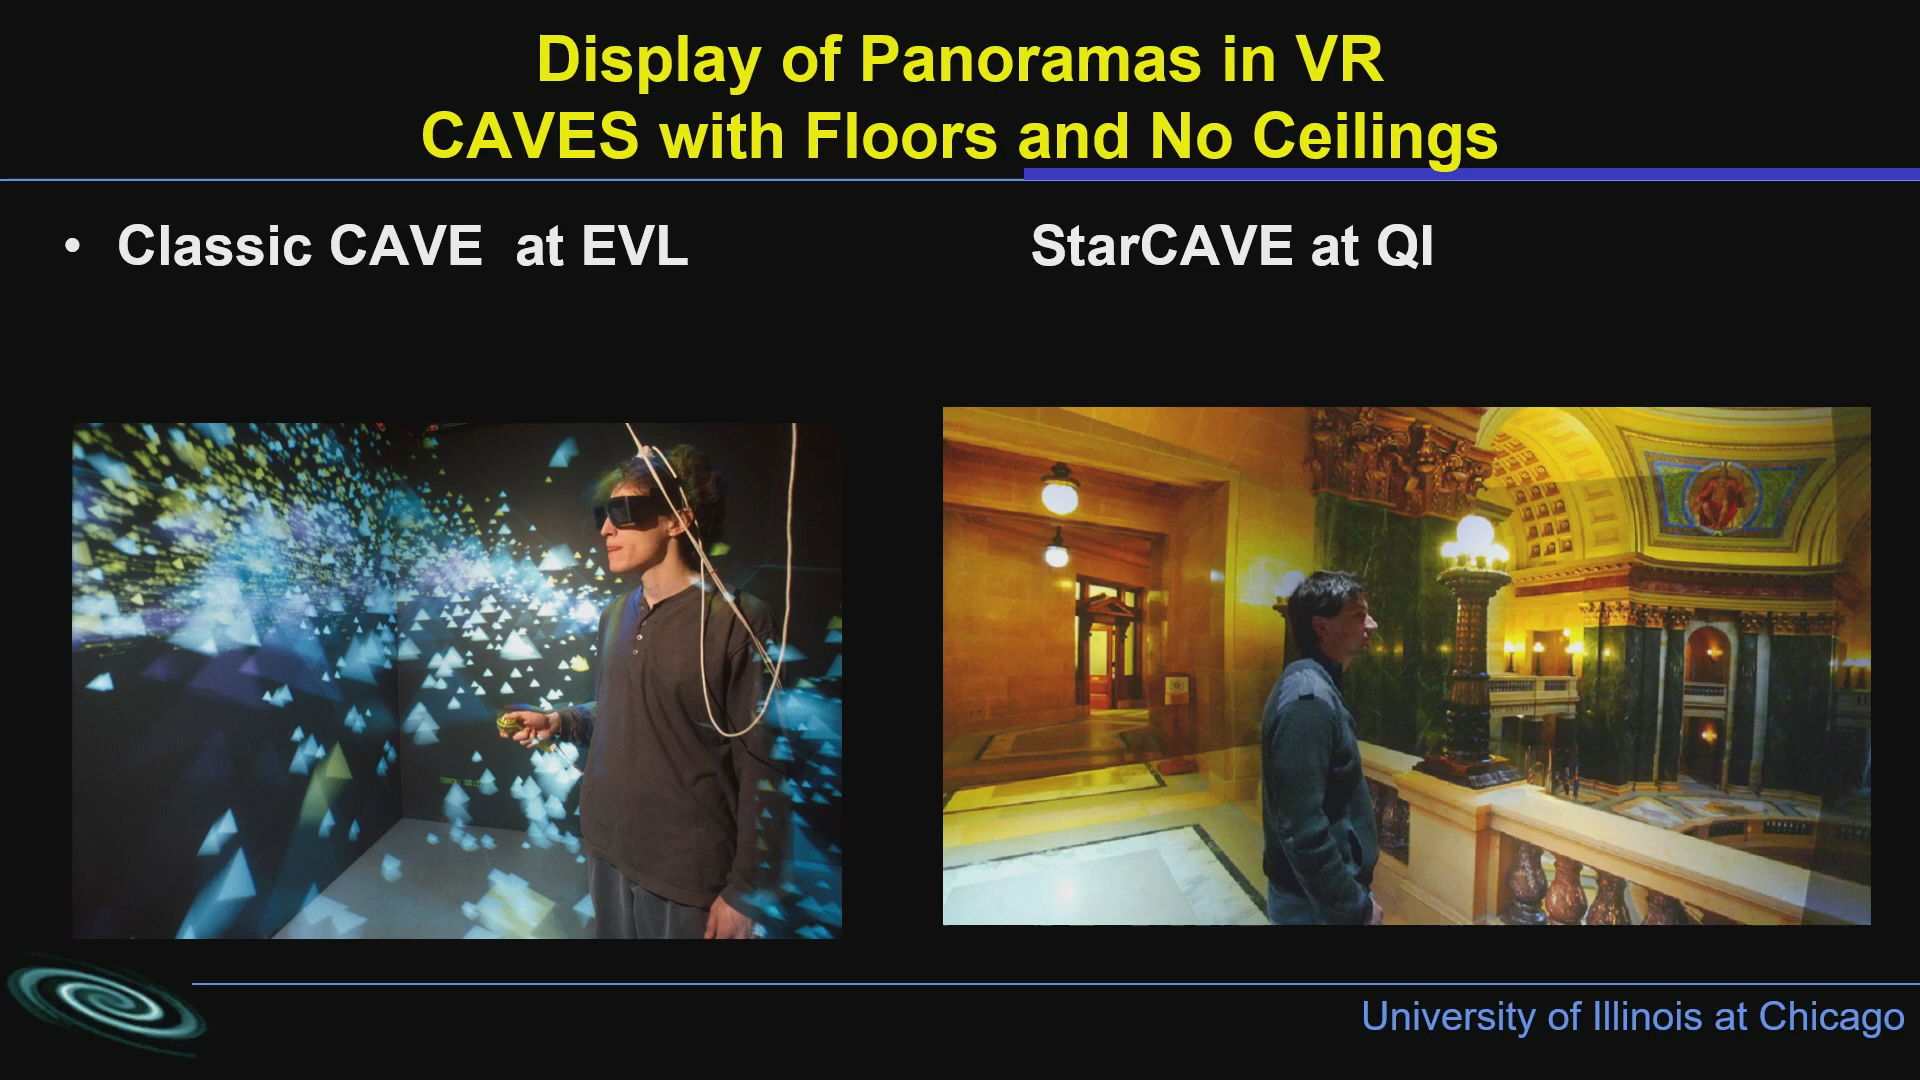 Display of Panoramas in VR
CAVES with Floors and No Ceilings
• Classic CAVE at EVL
StarCAVE at QI
University of Illinois at Chicago